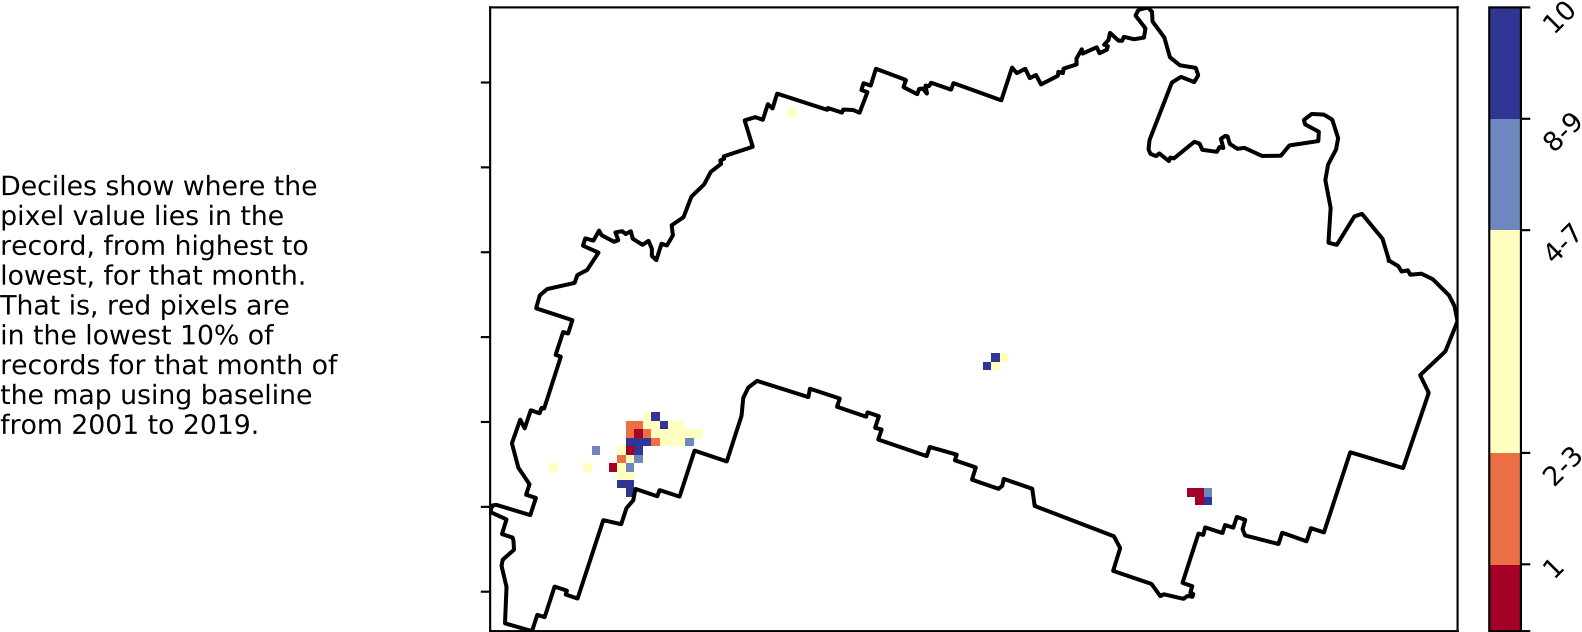 Deciles show where the
pixel value lies in the
record, from highest to
lowest, for that month.
That is, red pixels are
in the lowest 10% of
records for that month of
the map using baseline
from 2001 to 2019.
10
8-9
4-7
2-3
1